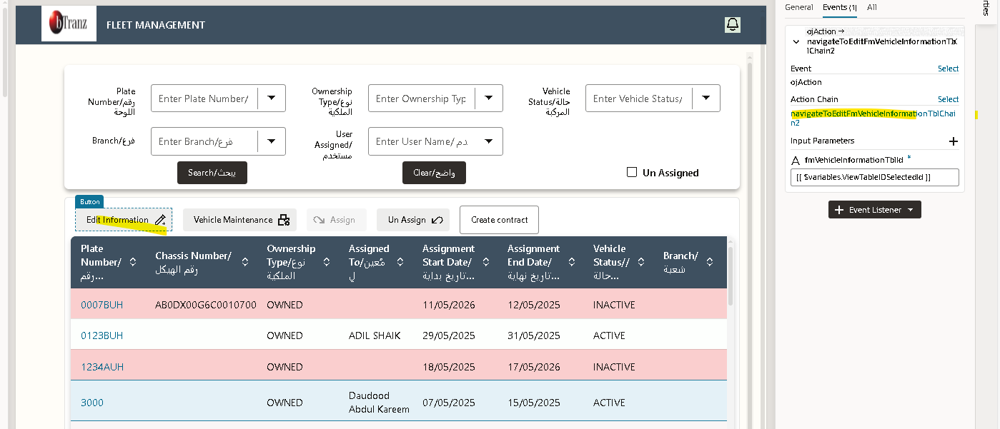 bTranz
FLEET MANAGEMENT
Plate
Number/رقم
اللوحة
Enter Plate Number/
Ownership
Type/نوع
الملكية
Enter Ownership Typ
Vehicle
Status/حالة
المركبة
Enter Vehicle Status/
Branch/فرع
Enter Branch/فرع
User
Assigned/
مستخدم
Enter User Name/ دم
Search/يبحث
Clear/واضح
Un Assigned
Button
Edit Information
Vehicle Maintenance
Assign
Un Assign
Create contract
Plate
Number/
رقم...
Chassis Number/
رقم الهيكل
Ownership
Type/نوع
الملكية
Assigned
To/مُعين
لِ
Assignment
Start Date/
تاريخ بداية...
Assignment
End Date/
تاريخ نهاية...
Vehicle
Status//
حالة...
Branch/
شعبة
0007BUH AB0DX00G6C0010700 OWNED 11/05/2026 12/05/2025 INACTIVE
0123BUH OWNED ADIL SHAIK 29/05/2025 31/05/2025 ACTIVE
1234AUH OWNED 18/05/2025 17/05/2026 INACTIVE
3000 OWNED Daudood
Abdul Kareem 07/05/2025 15/05/2025 ACTIVE
General Events (1) All
ojAction →
navigateToEditFmVehicleInformationTb
lChain2
Event Select
ojAction
Action Chain Select
navigateToEditFmVehicleInformationTblChai
n2
Input Parameters
A fmVehicleInformationTblId *
[[ $variables.ViewTableIDSelectedId ]]
+ Event Listener